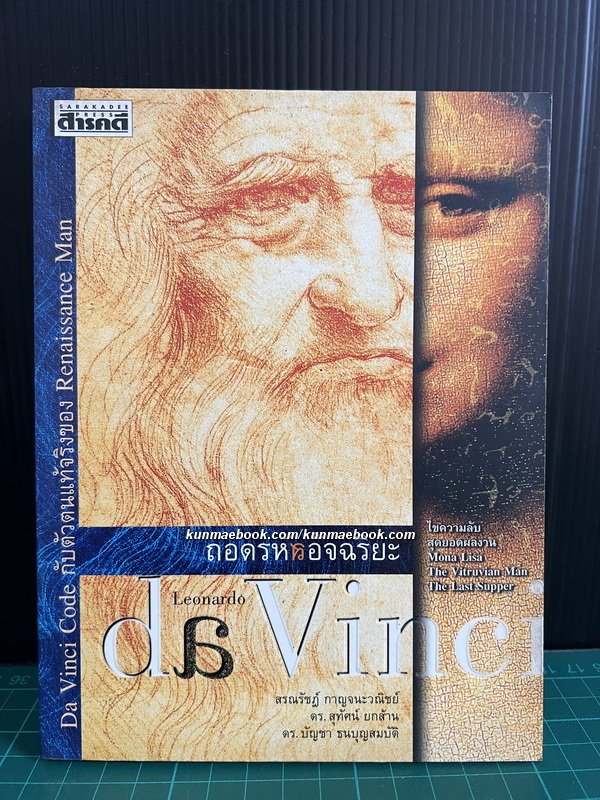 SARAKADEE
PRESS
สารคดี
Da Vinci Code กับตัวตนแท้จริงของ Renaissance Man
kunmaebook.com/kunmaebook.com
ถอดรหัสอัจฉริยะ
Leonardo
da Vinci
ไขความลับ
สุดยอดผลงาน
Mona Lisa
The Vitruvian Man
The Last Supper
สรณรัชฎ์ กาญจนะวณิชย์
ดร. สุทัศน์ ยกส้าน
ดร. บัญชา ธนบุญสมบัติ